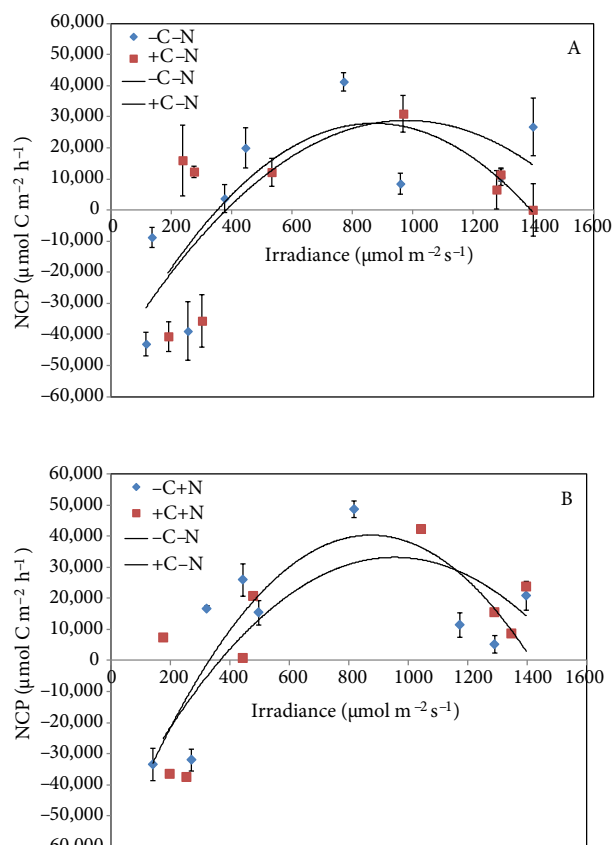 60,000
50,000
40,000
30,000
20,000
10,000
0
–10,000
–20,000
–30,000
–40,000
–50,000
–60,000
NCP (µmol C m⁻² h⁻¹)
–C–N
+C–N
–C–N
+C–N
A
0 200 400 600 800 1000 1200 1400 1600
Irradiance (µmol m⁻² s⁻¹)
60,000
50,000
40,000
30,000
20,000
10,000
0
–10,000
–20,000
–30,000
–40,000
–50,000
–60,000
NCP (µmol C m⁻² h⁻¹)
–C+N
+C+N
–C–N
+C–N
B
0 200 400 600 800 1000 1200 1400 1600
Irradiance (µmol m⁻² s⁻¹)